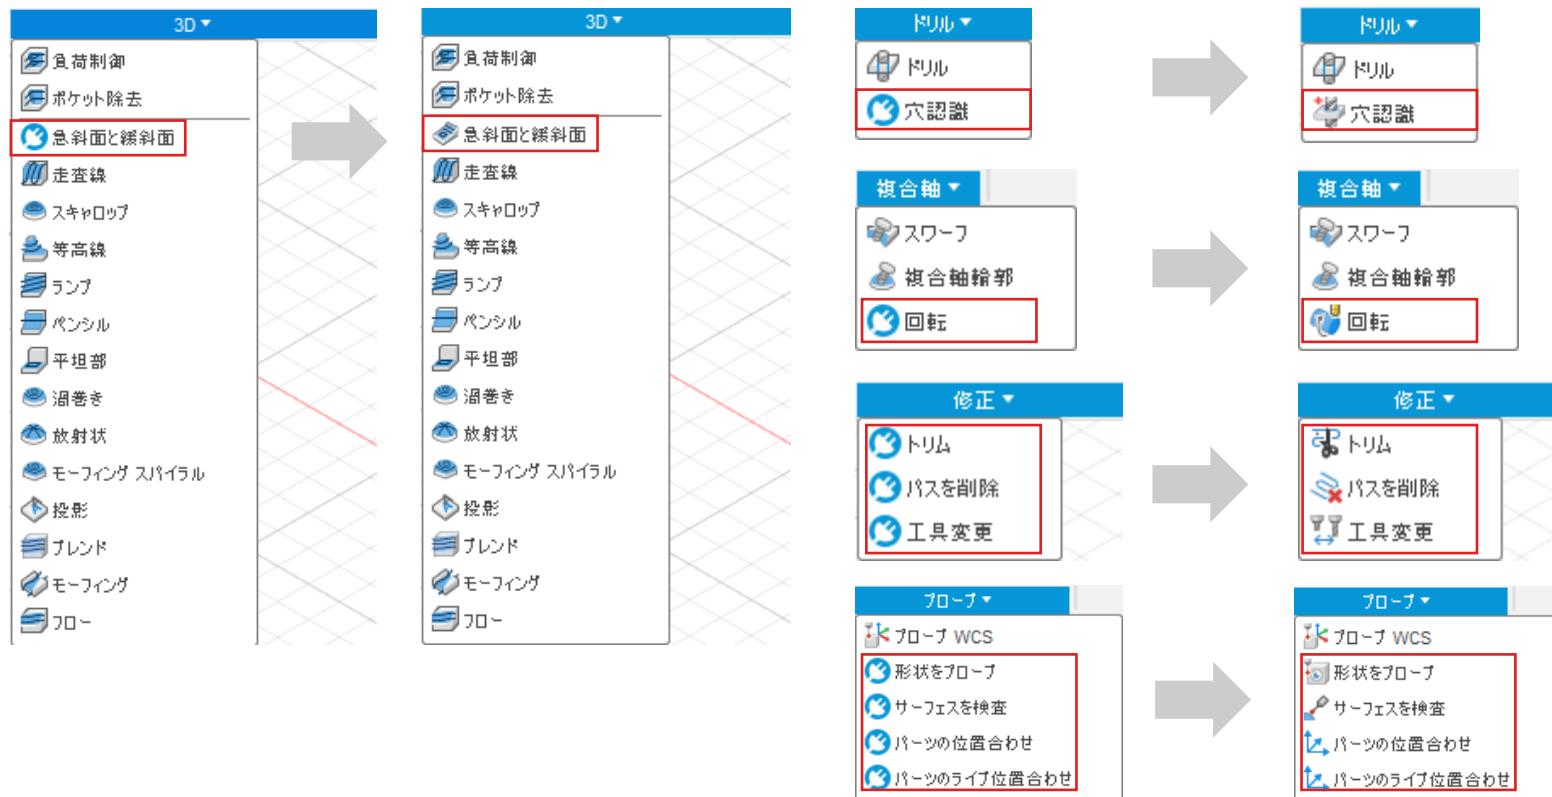 3D
負荷制御
ポケット除去
急斜面と緩斜面
走査線
スキャロップ
等高線
ランプ
ペンシル
平坦部
渦巻き
放射状
モーフィング スパイラル
投影
ブレンド
モーフィング
フロー
3D
負荷制御
ポケット除去
急斜面と緩斜面
走査線
スキャロップ
等高線
ランプ
ペンシル
平坦部
渦巻き
放射状
モーフィング スパイラル
投影
ブレンド
モーフィング
フロー
ドリル
ドリル
穴認識
ドリル
ドリル
穴認識
複合軸
スワーフ
複合軸輪郭
回転
複合軸
スワーフ
複合軸輪郭
回転
修正
トリム
パスを削除
工具変更
修正
トリム
パスを削除
工具変更
プローブ
プローブ WCS
形状をプローブ
サーフェスを検査
パーツの位置合わせ
パーツのライブ位置合わせ
プローブ
プローブ WCS
形状をプローブ
サーフェスを検査
パーツの位置合わせ
パーツのライブ位置合わせ